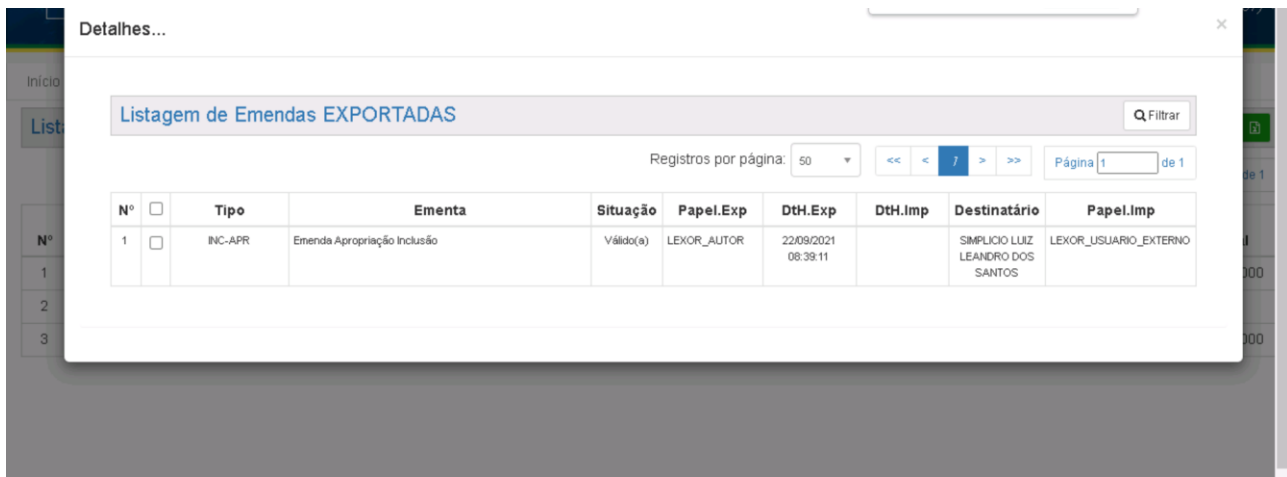 Detalhes...
×
Início
Lista
Listagem de Emendas EXPORTADAS
Filtrar
Registros por página: 50
<< < 1 > >>
Página 1 de 1
de 1
Nº Tipo Ementa Situação Papel.Exp DtH.Exp DtH.Imp Destinatário Papel.Imp
1 INC-APR Emenda Apropriação Inclusão Válido(a) LEXOR_AUTOR 22/09/2021 SIMPLICIO LUIZ LEXOR_USUARIO_EXTERNO
08:39:11 LEANDRO DOS
SANTOS
Nº
1
2
3
000
000